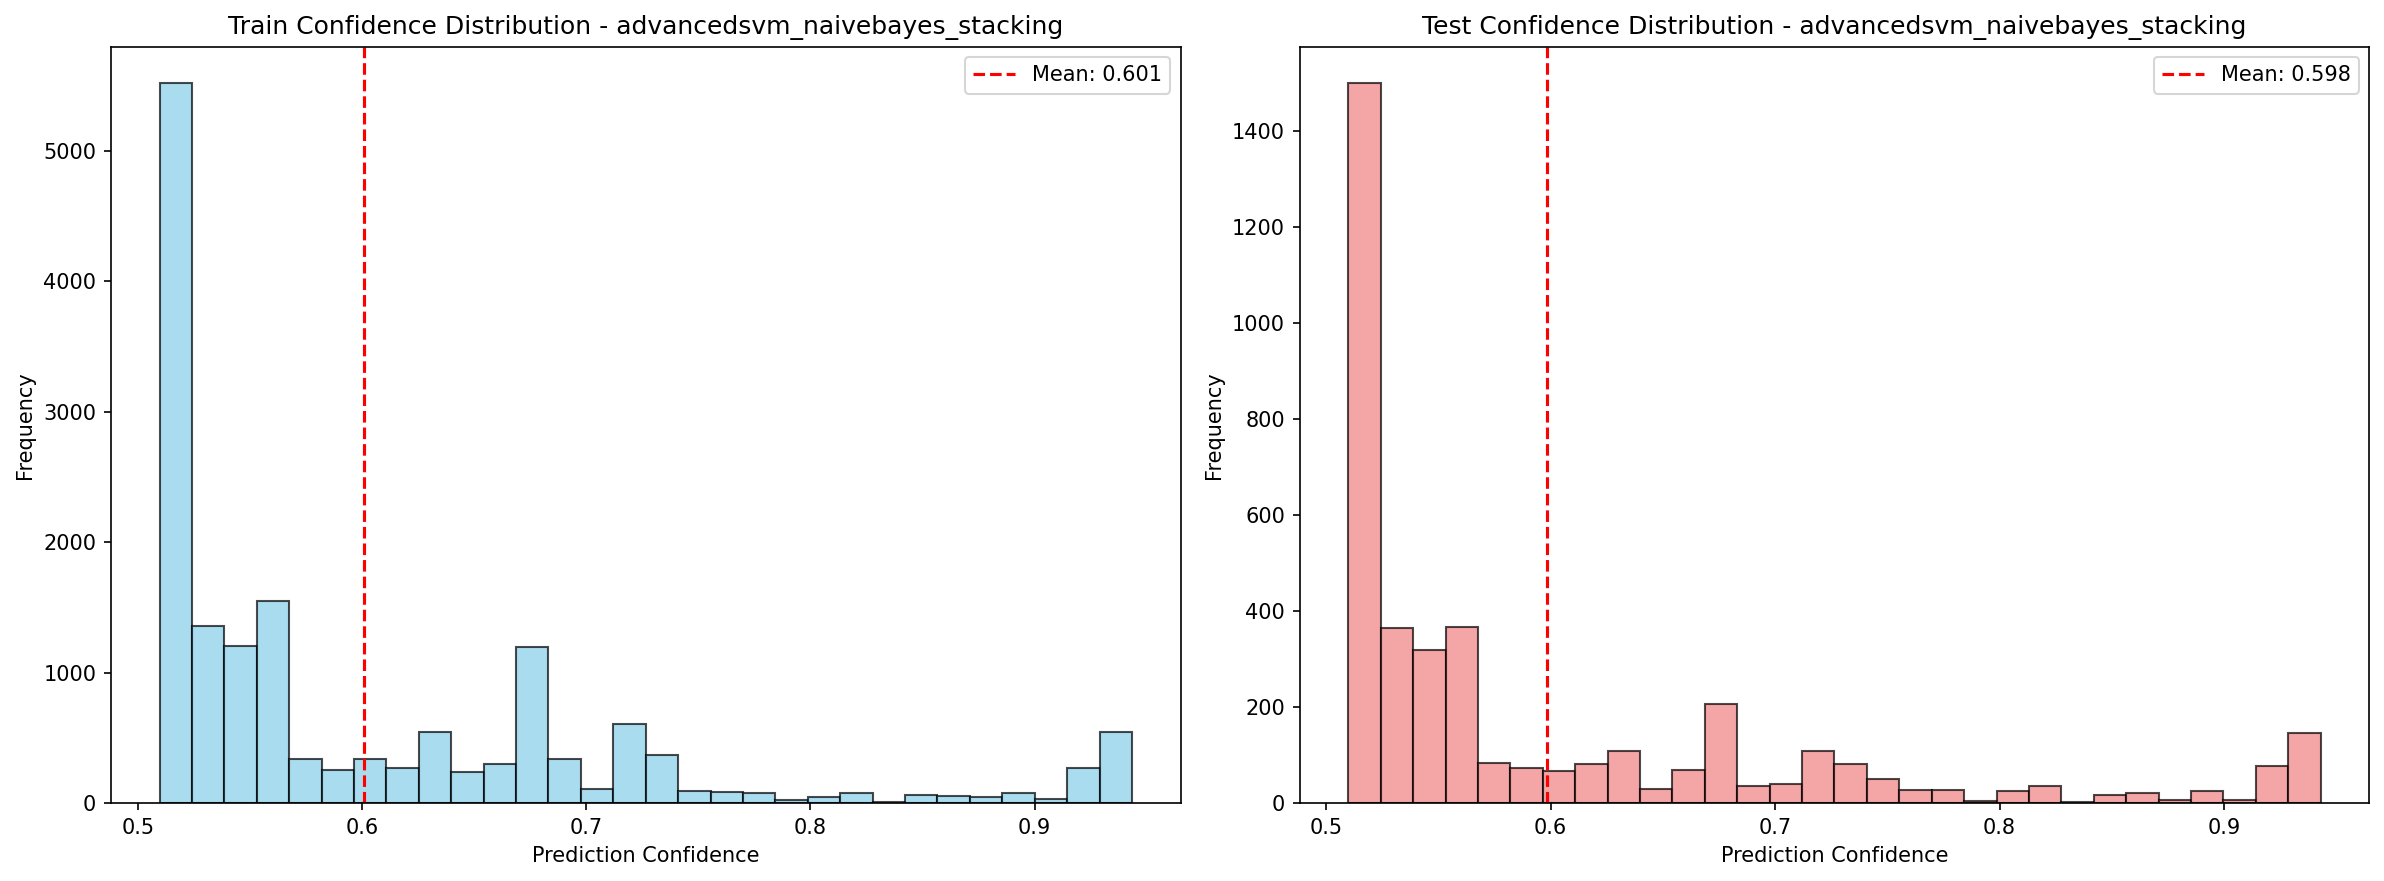 Train Confidence Distribution - advancedsvm_naivebayes_stacking
Mean: 0.601
Frequency
5000
4000
3000
2000
1000
0
0.5 0.6 0.7 0.8 0.9
Prediction Confidence
Test Confidence Distribution - advancedsvm_naivebayes_stacking
Mean: 0.598
Frequency
1400
1200
1000
800
600
400
200
0
0.5 0.6 0.7 0.8 0.9
Prediction Confidence